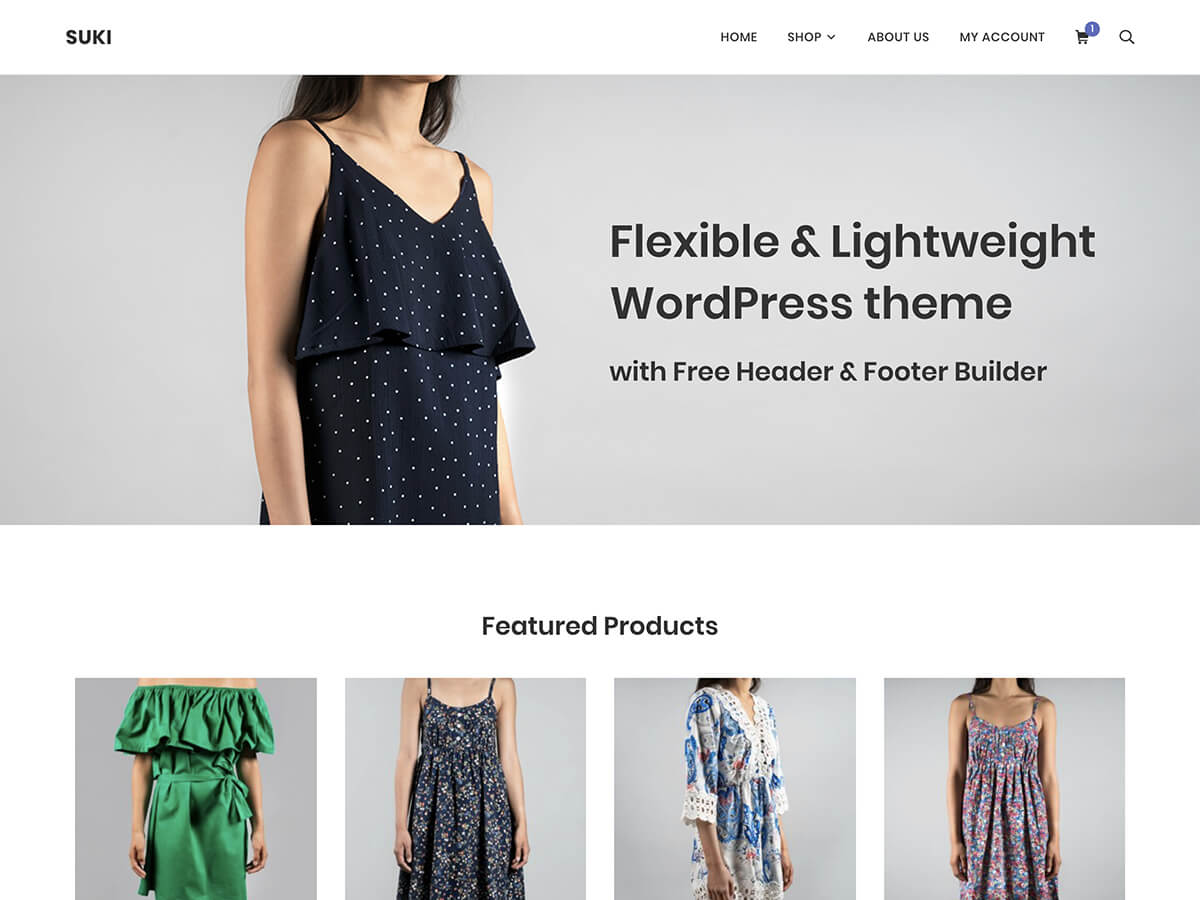 SUKI
HOME SHOP ABOUT US MY ACCOUNT 1
Flexible & Lightweight
WordPress theme
with Free Header & Footer Builder
Featured Products